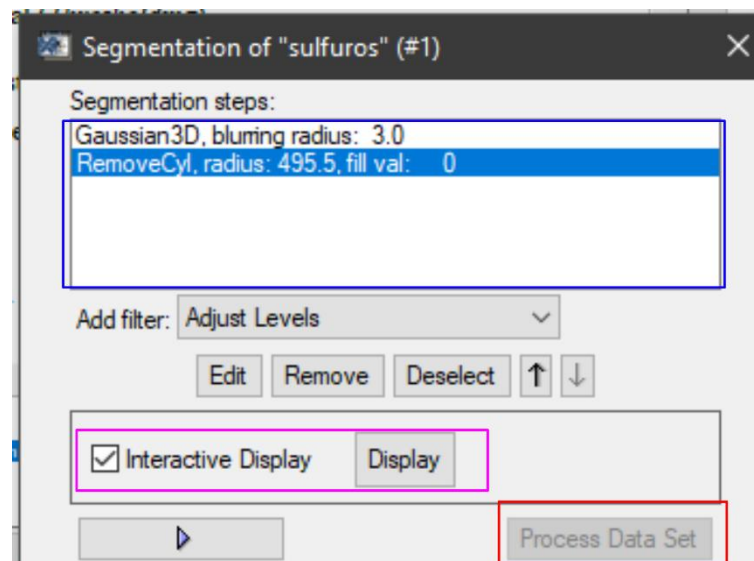 Segmentation of "sulfuros" (#1)
Segmentation steps:
Gaussian3D, blurring radius: 3.0
RemoveCyl, radius: 495.5, fill val: 0
Add filter: Adjust Levels
Edit Remove Deselect ↑ ↓
Interactive Display Display
Process Data Set